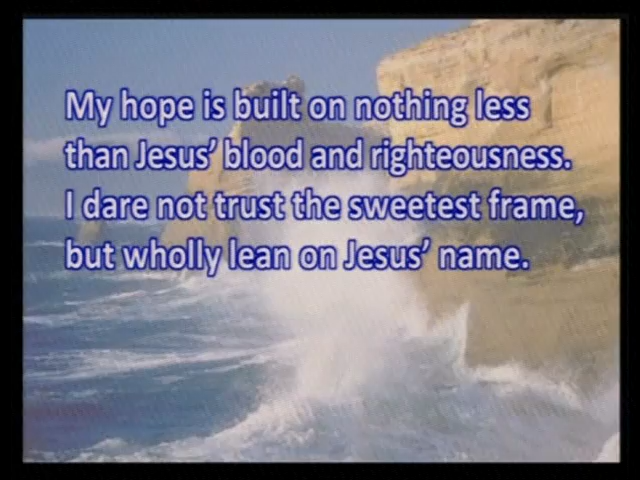 My hope is built on nothing less
than Jesus' blood and righteousness.
I dare not trust the sweetest frame,
but wholly lean on Jesus' name.